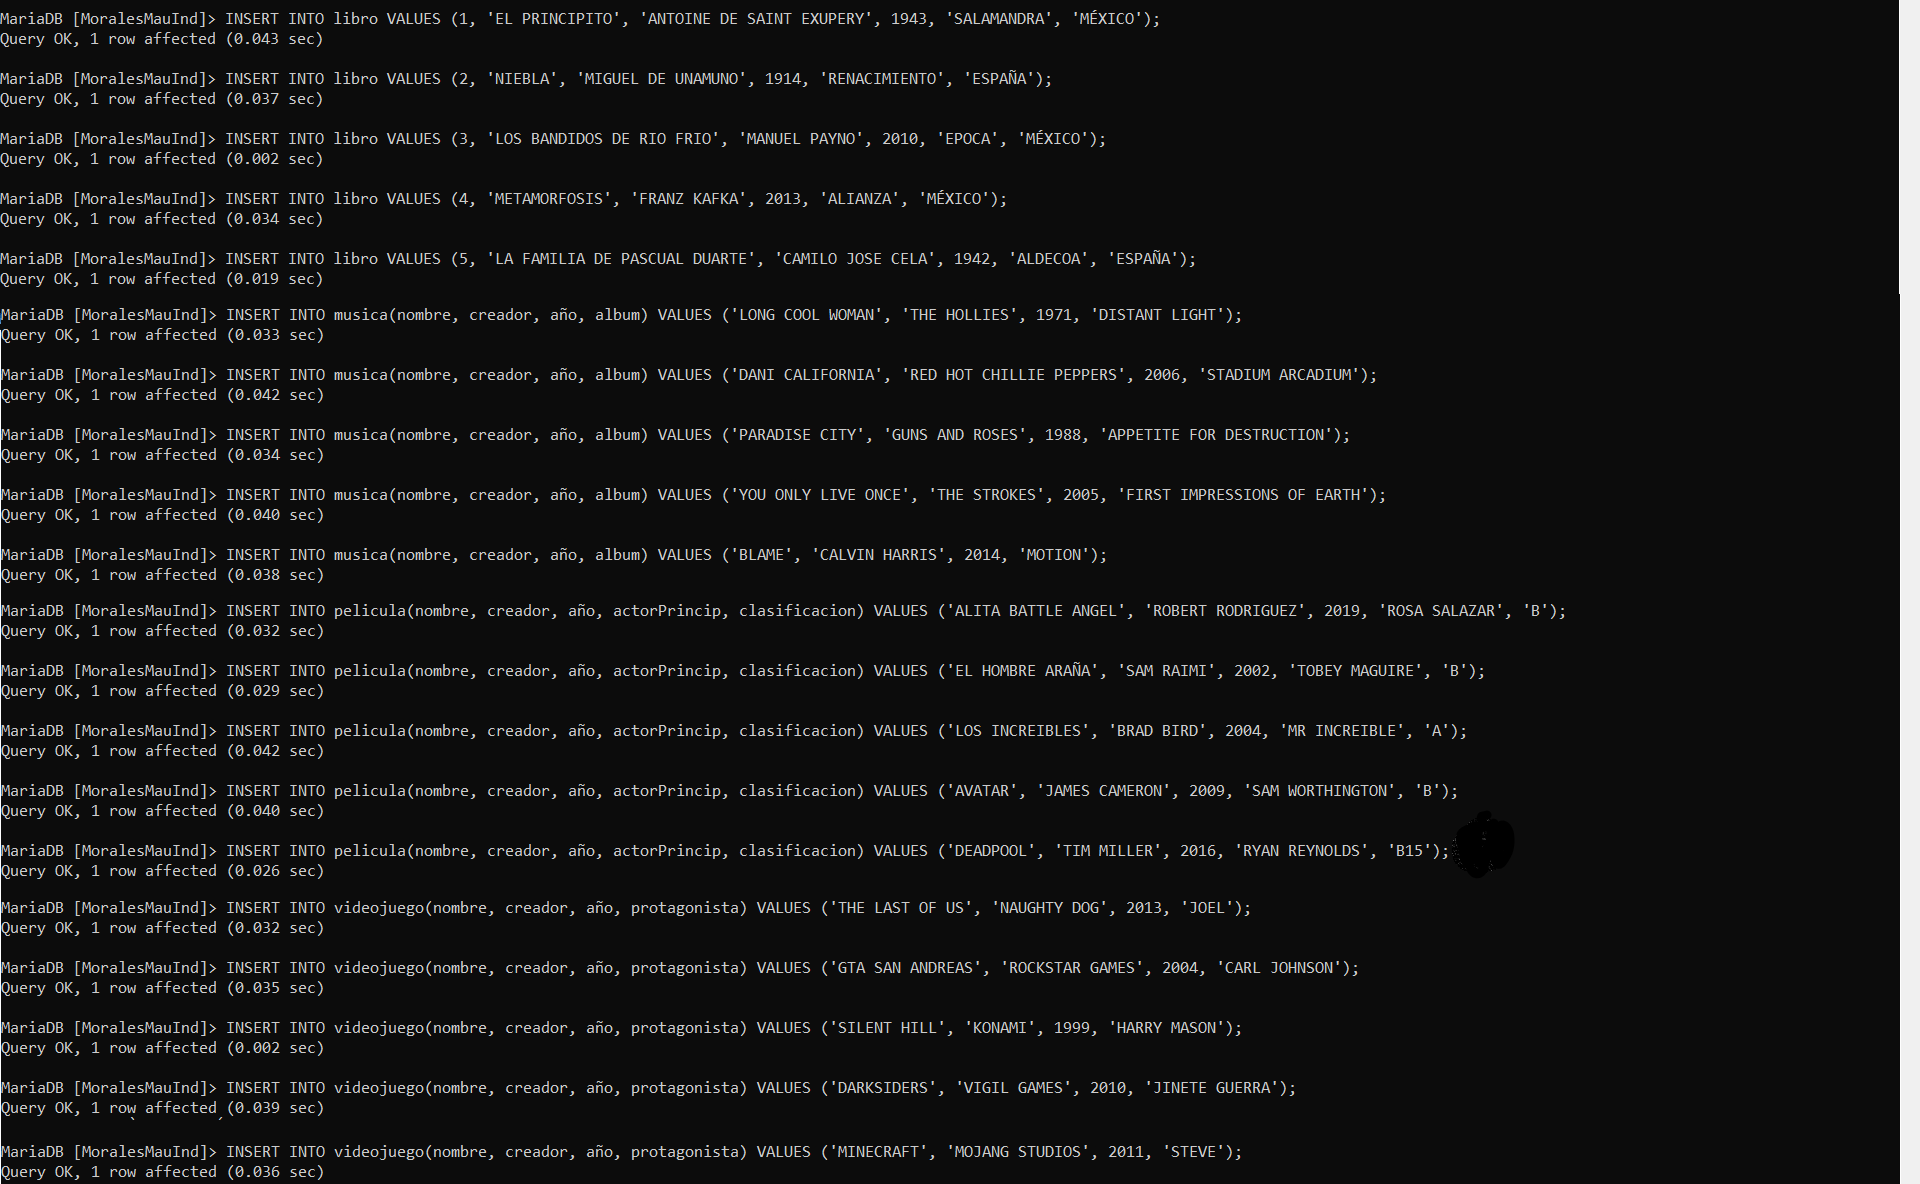 MariaDB [MoralesMauInd]> INSERT INTO libro VALUES (1, 'EL PRINCIPITO', 'ANTOINE DE SAINT EXUPERY', 1943, 'SALAMANDRA', 'MÉXICO');
Query OK, 1 row affected (0.043 sec)
MariaDB [MoralesMauInd]> INSERT INTO libro VALUES (2, 'NIEBLA', 'MIGUEL DE UNAMUNO', 1914, 'RENACIMIENTO', 'ESPAÑA');
Query OK, 1 row affected (0.037 sec)
MariaDB [MoralesMauInd]> INSERT INTO libro VALUES (3, 'LOS BANDIDOS DE RIO FRIO', 'MANUEL PAYNO', 2010, 'EPOCA', 'MÉXICO');
Query OK, 1 row affected (0.002 sec)
MariaDB [MoralesMauInd]> INSERT INTO libro VALUES (4, 'METAMORFOSIS', 'FRANZ KAFKA', 2013, 'ALIANZA', 'MÉXICO');
Query OK, 1 row affected (0.034 sec)
MariaDB [MoralesMauInd]> INSERT INTO libro VALUES (5, 'LA FAMILIA DE PASCUAL DUARTE', 'CAMILO JOSE CELA', 1942, 'ALDECOA', 'ESPAÑA');
Query OK, 1 row affected (0.019 sec)
MariaDB [MoralesMauInd]> INSERT INTO musica(nombre, creador, año, album) VALUES ('LONG COOL WOMAN', 'THE HOLLIES', 1971, 'DISTANT LIGHT');
Query OK, 1 row affected (0.033 sec)
MariaDB [MoralesMauInd]> INSERT INTO musica(nombre, creador, año, album) VALUES ('DANI CALIFORNIA', 'RED HOT CHILLIE PEPPERS', 2006, 'STADIUM ARCADIUM');
Query OK, 1 row affected (0.042 sec)
MariaDB [MoralesMauInd]> INSERT INTO musica(nombre, creador, año, album) VALUES ('PARADISE CITY', 'GUNS AND ROSES', 1988, 'APPETITE FOR DESTRUCTION');
Query OK, 1 row affected (0.034 sec)
MariaDB [MoralesMauInd]> INSERT INTO musica(nombre, creador, año, album) VALUES ('YOU ONLY LIVE ONCE', 'THE STROKES', 2005, 'FIRST IMPRESSIONS OF EARTH');
Query OK, 1 row affected (0.040 sec)
MariaDB [MoralesMauInd]> INSERT INTO musica(nombre, creador, año, album) VALUES ('BLAME', 'CALVIN HARRIS', 2014, 'MOTION');
Query OK, 1 row affected (0.038 sec)
MariaDB [MoralesMauInd]> INSERT INTO pelicula(nombre, creador, año, actorPrincip, clasificacion) VALUES ('ALITA BATTLE ANGEL', 'ROBERT RODRIGUEZ', 2019, 'ROSA SALAZAR', 'B');
Query OK, 1 row affected (0.032 sec)
MariaDB [MoralesMauInd]> INSERT INTO pelicula(nombre, creador, año, actorPrincip, clasificacion) VALUES ('EL HOMBRE ARAÑA', 'SAM RAIMI', 2002, 'TOBEY MAGUIRE', 'B');
Query OK, 1 row affected (0.029 sec)
MariaDB [MoralesMauInd]> INSERT INTO pelicula(nombre, creador, año, actorPrincip, clasificacion) VALUES ('LOS INCREIBLES', 'BRAD BIRD', 2004, 'MR INCREIBLE', 'A');
Query OK, 1 row affected (0.042 sec)
MariaDB [MoralesMauInd]> INSERT INTO pelicula(nombre, creador, año, actorPrincip, clasificacion) VALUES ('AVATAR', 'JAMES CAMERON', 2009, 'SAM WORTHINGTON', 'B');
Query OK, 1 row affected (0.040 sec)
MariaDB [MoralesMauInd]> INSERT INTO pelicula(nombre, creador, año, actorPrincip, clasificacion) VALUES ('DEADPOOL', 'TIM MILLER', 2016, 'RYAN REYNOLDS', 'B15');
Query OK, 1 row affected (0.026 sec)
MariaDB [MoralesMauInd]> INSERT INTO videojuego(nombre, creador, año, protagonista) VALUES ('THE LAST OF US', 'NAUGHTY DOG', 2013, 'JOEL');
Query OK, 1 row affected (0.032 sec)
MariaDB [MoralesMauInd]> INSERT INTO videojuego(nombre, creador, año, protagonista) VALUES ('GTA SAN ANDREAS', 'ROCKSTAR GAMES', 2004, 'CARL JOHNSON');
Query OK, 1 row affected (0.035 sec)
MariaDB [MoralesMauInd]> INSERT INTO videojuego(nombre, creador, año, protagonista) VALUES ('SILENT HILL', 'KONAMI', 1999, 'HARRY MASON');
Query OK, 1 row affected (0.002 sec)
MariaDB [MoralesMauInd]> INSERT INTO videojuego(nombre, creador, año, protagonista) VALUES ('DARKSIDERS', 'VIGIL GAMES', 2010, 'JINETE GUERRA');
Query OK, 1 row affected (0.039 sec)
MariaDB [MoralesMauInd]> INSERT INTO videojuego(nombre, creador, año, protagonista) VALUES ('MINECRAFT', 'MOJANG STUDIOS', 2011, 'STEVE');
Query OK, 1 row affected (0.036 sec)